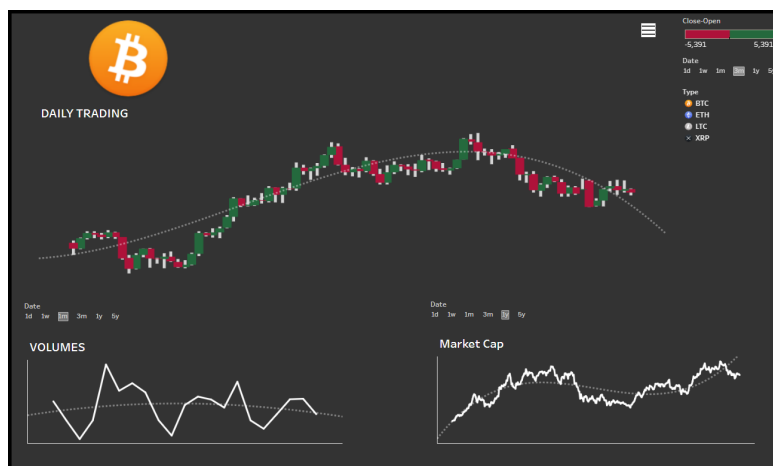 Close-Open
-5,391 5,391
Date
1d 1w 1m 3m 1y 5y
Type
BTC
ETH
LTC
XRP
DAILY TRADING
Date
1d 1w 1m 3m 1y 5y
Date
1d 1w 1m 3m 1y 5y
VOLUMES
Market Cap